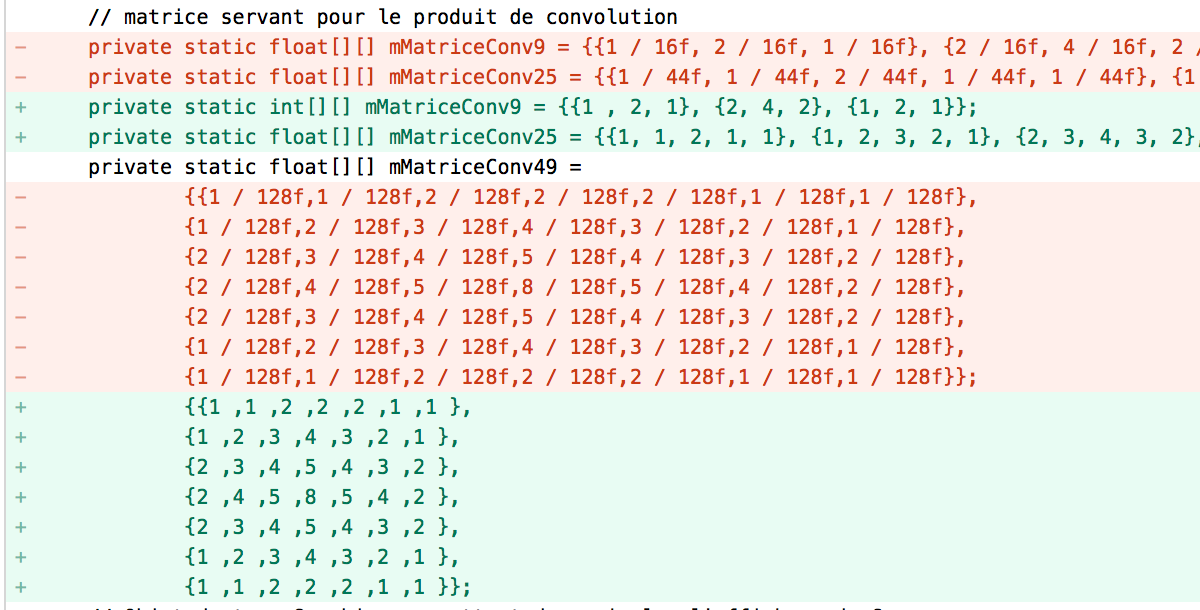 // matrice servant pour le produit de convolution
− private static float[][] mMatriceConv9 = {{1 / 16f, 2 / 16f, 1 / 16f}, {2 / 16f, 4 / 16f, 2 /
− private static float[][] mMatriceConv25 = {{1 / 44f, 1 / 44f, 2 / 44f, 1 / 44f, 1 / 44f}, {1
+ private static int[][] mMatriceConv9 = {{1 , 2, 1}, {2, 4, 2}, {1, 2, 1}};
+ private static float[][] mMatriceConv25 = {{1, 1, 2, 1, 1}, {1, 2, 3, 2, 1}, {2, 3, 4, 3, 2},
private static float[][] mMatriceConv49 =
− {{1 / 128f,1 / 128f,2 / 128f,2 / 128f,2 / 128f,1 / 128f,1 / 128f},
− {1 / 128f,2 / 128f,3 / 128f,4 / 128f,3 / 128f,2 / 128f,1 / 128f},
− {2 / 128f,3 / 128f,4 / 128f,5 / 128f,4 / 128f,3 / 128f,2 / 128f},
− {2 / 128f,4 / 128f,5 / 128f,8 / 128f,5 / 128f,4 / 128f,2 / 128f},
− {2 / 128f,3 / 128f,4 / 128f,5 / 128f,4 / 128f,3 / 128f,2 / 128f},
− {1 / 128f,2 / 128f,3 / 128f,4 / 128f,3 / 128f,2 / 128f,1 / 128f},
− {1 / 128f,1 / 128f,2 / 128f,2 / 128f,2 / 128f,1 / 128f,1 / 128f}};
+ {{1 ,1 ,2 ,2 ,2 ,1 ,1 },
+ {1 ,2 ,3 ,4 ,3 ,2 ,1 },
+ {2 ,3 ,4 ,5 ,4 ,3 ,2 },
+ {2 ,4 ,5 ,8 ,5 ,4 ,2 },
+ {2 ,3 ,4 ,5 ,4 ,3 ,2 },
+ {1 ,2 ,3 ,4 ,3 ,2 ,1 },
+ {1 ,1 ,2 ,2 ,2 ,1 ,1 }};